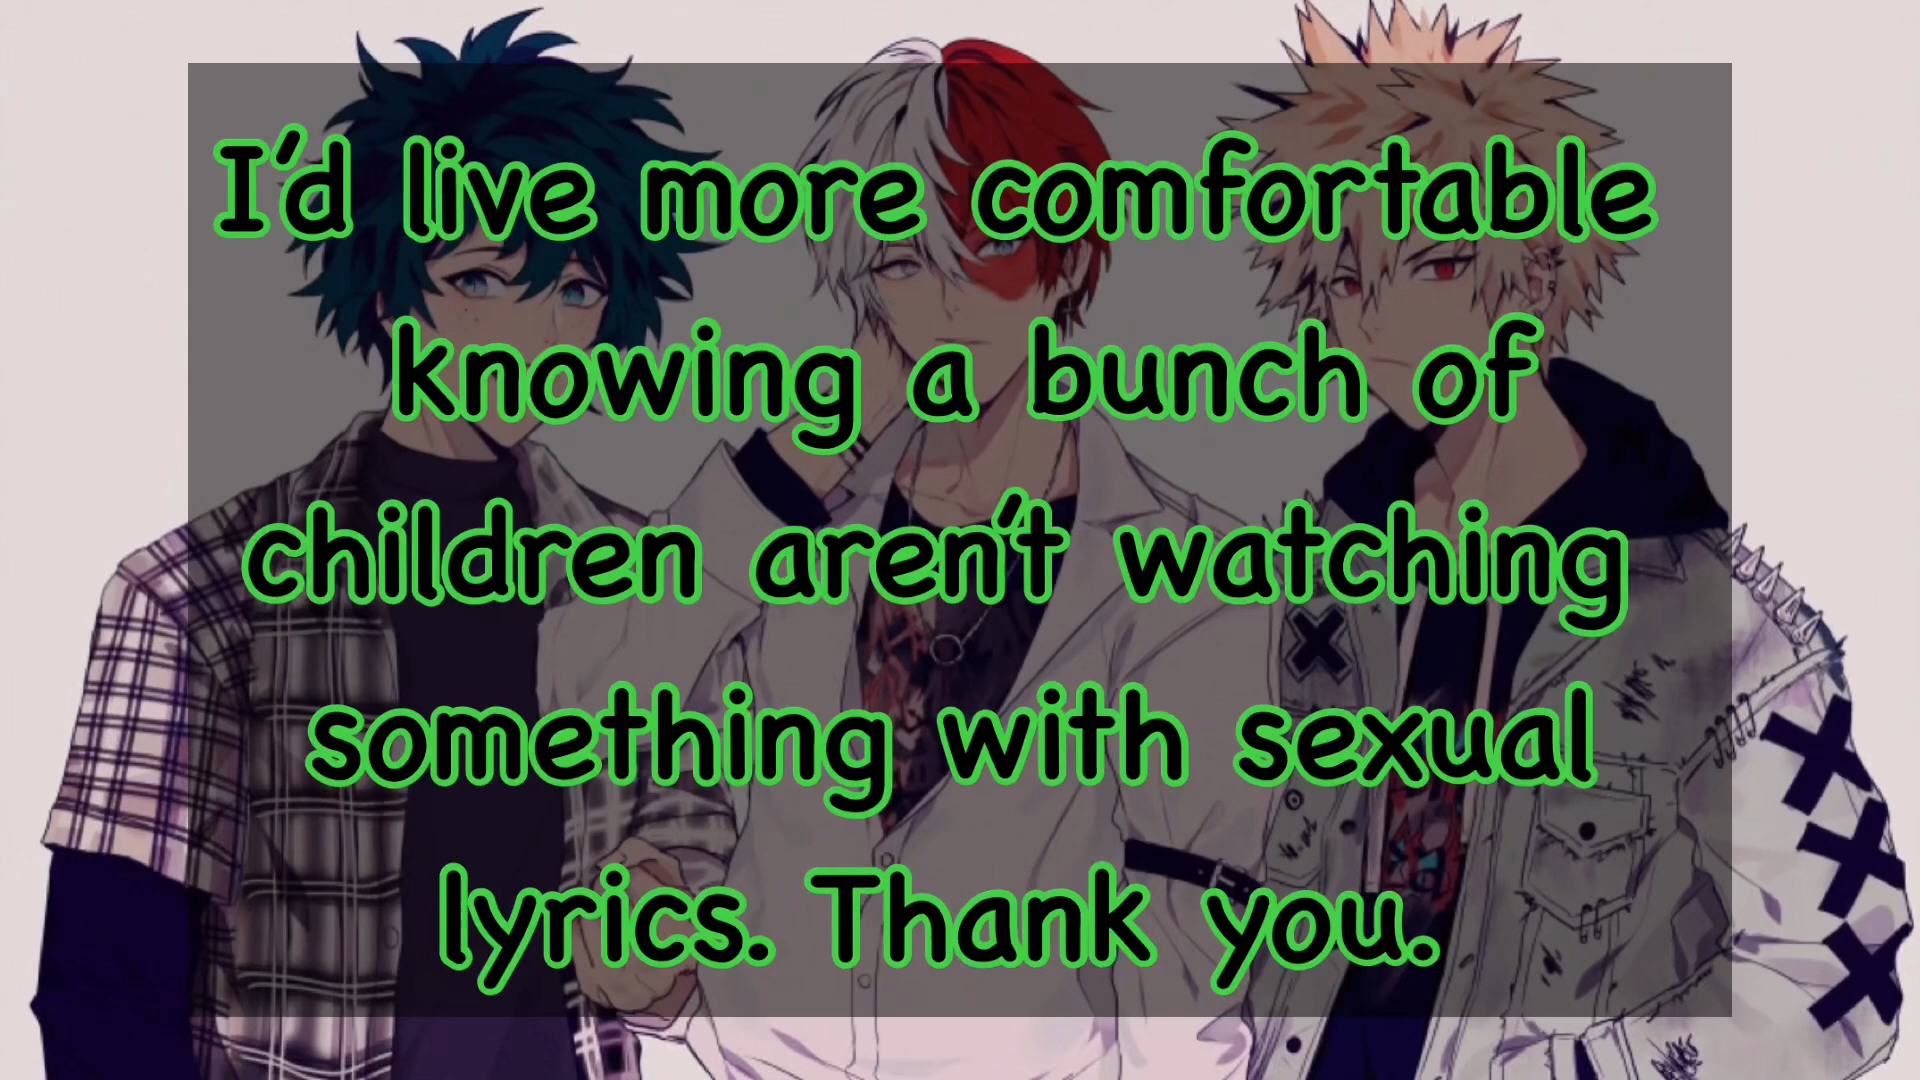 I'd live more comfortable
knowing a bunch of
children aren't watching
something with sexual
lyrics. Thank you.